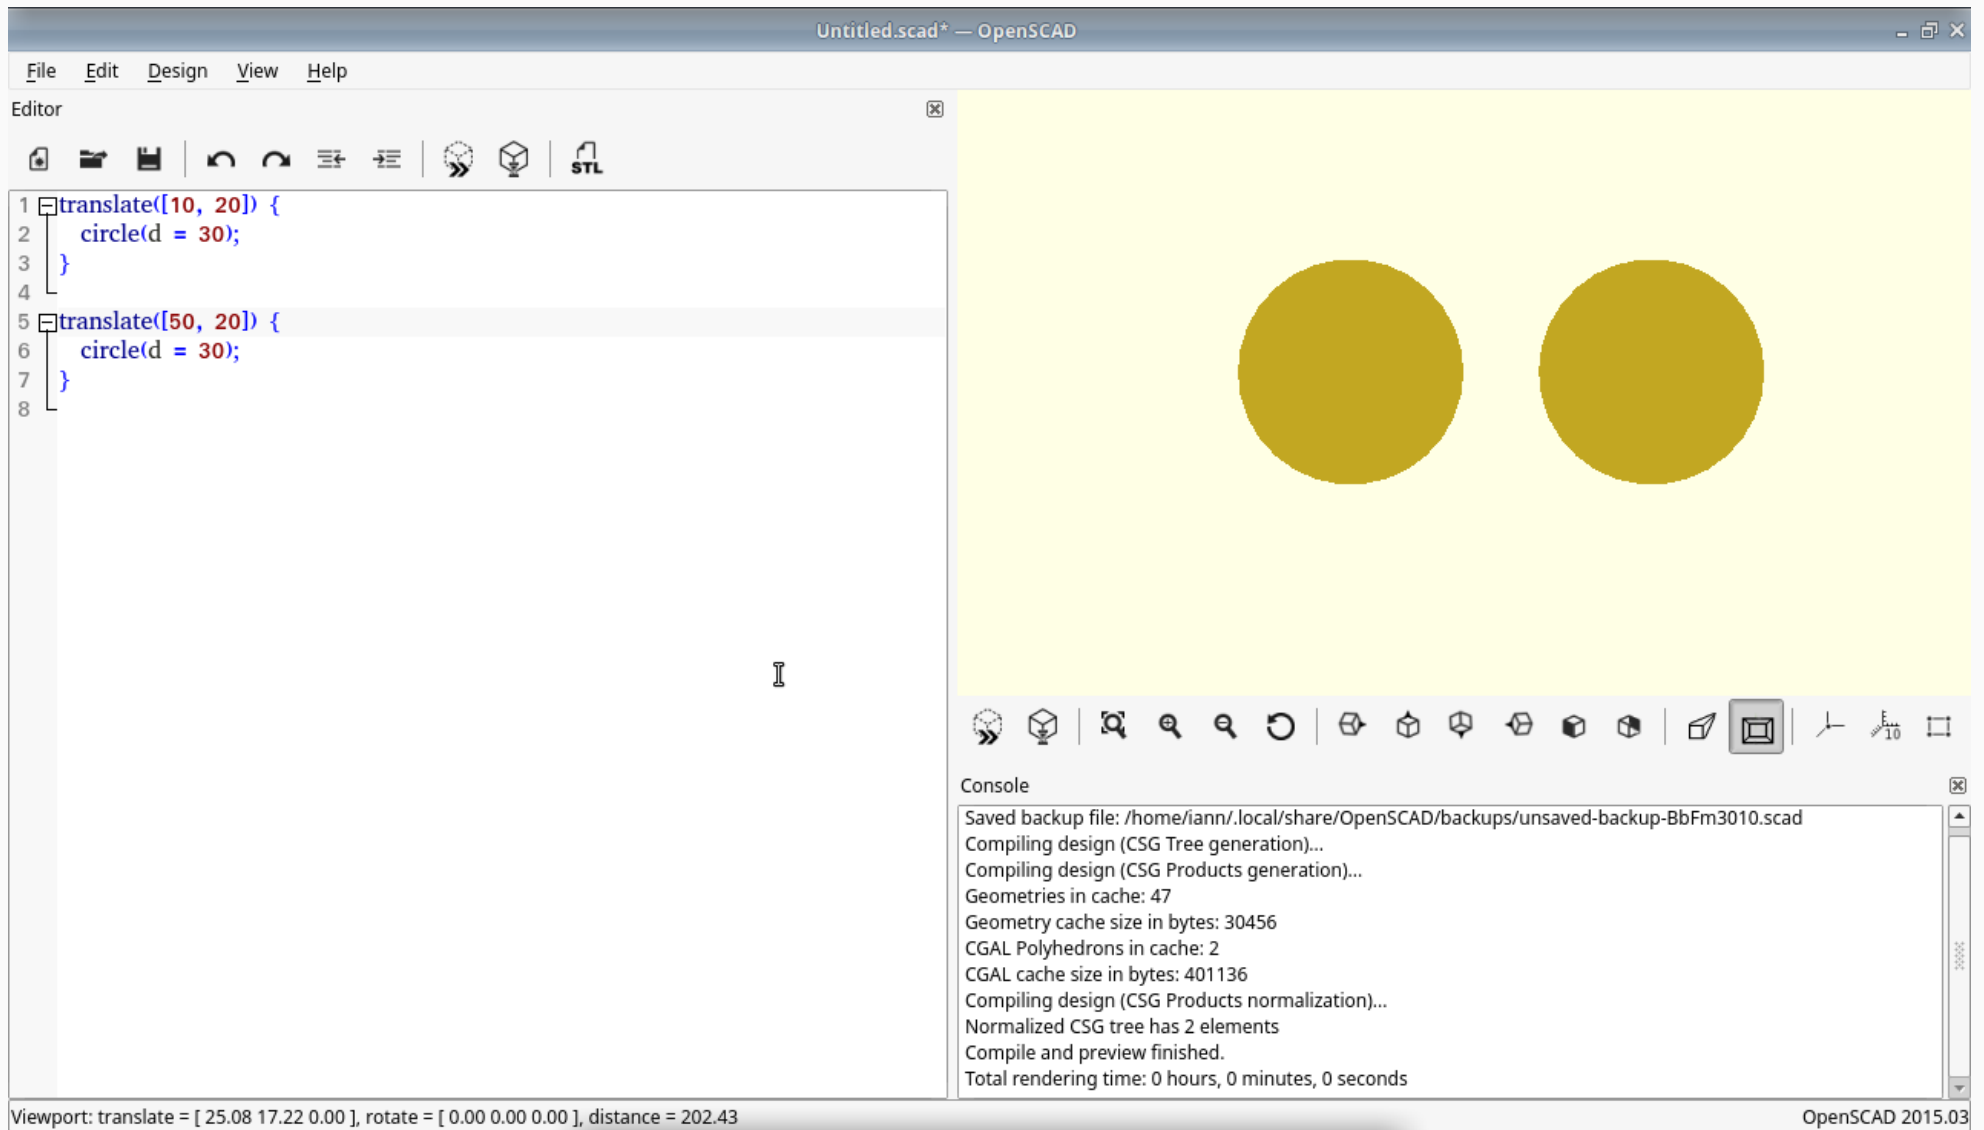 Untitled.scad* — OpenSCAD
File Edit Design View Help
Editor
STL
1 translate([10, 20]) {
2 circle(d = 30);
3 }
4
5 translate([50, 20]) {
6 circle(d = 30);
7 }
8
10
Console
Saved backup file: /home/iann/.local/share/OpenSCAD/backups/unsaved-backup-BbFm3010.scad
Compiling design (CSG Tree generation)...
Compiling design (CSG Products generation)...
Geometries in cache: 47
Geometry cache size in bytes: 30456
CGAL Polyhedrons in cache: 2
CGAL cache size in bytes: 401136
Compiling design (CSG Products normalization)...
Normalized CSG tree has 2 elements
Compile and preview finished.
Total rendering time: 0 hours, 0 minutes, 0 seconds
Viewport: translate = [ 25.08 17.22 0.00 ], rotate = [ 0.00 0.00 0.00 ], distance = 202.43
OpenSCAD 2015.03